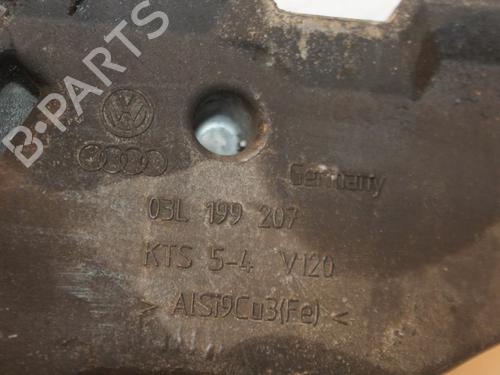 B-PARTS
Germany
03L 199 207
KTS 5-4 V120
> AlSi9Cu3(Fe) <